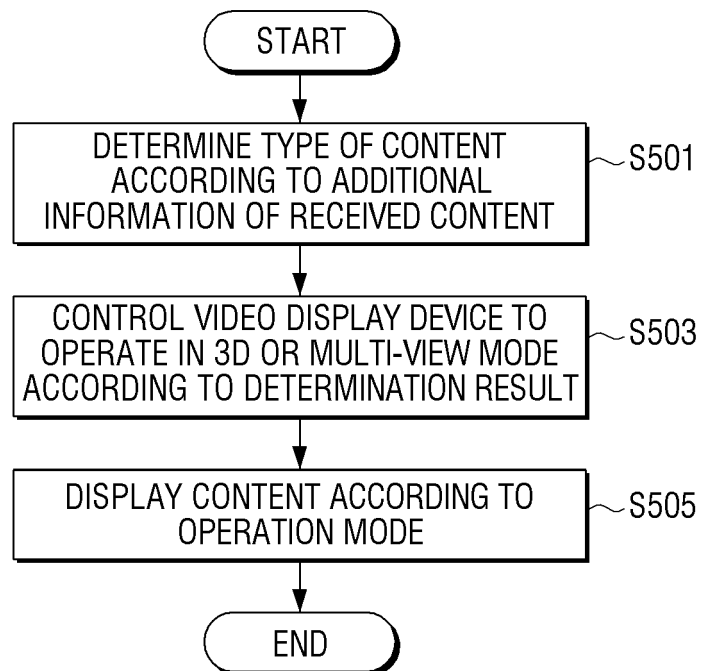 START
DETERMINE TYPE OF CONTENT
ACCORDING TO ADDITIONAL
INFORMATION OF RECEIVED CONTENT
S501
CONTROL VIDEO DISPLAY DEVICE TO
OPERATE IN 3D OR MULTI-VIEW MODE
ACCORDING TO DETERMINATION RESULT
S503
DISPLAY CONTENT ACCORDING TO
OPERATION MODE
S505
END